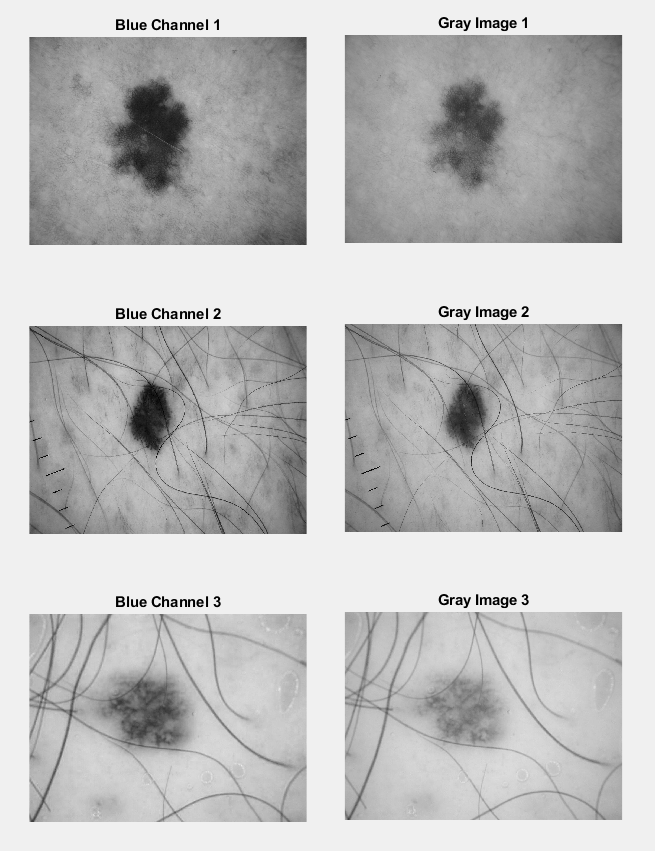 Blue Channel 1
Gray Image 1
Blue Channel 2
Gray Image 2
Blue Channel 3
Gray Image 3